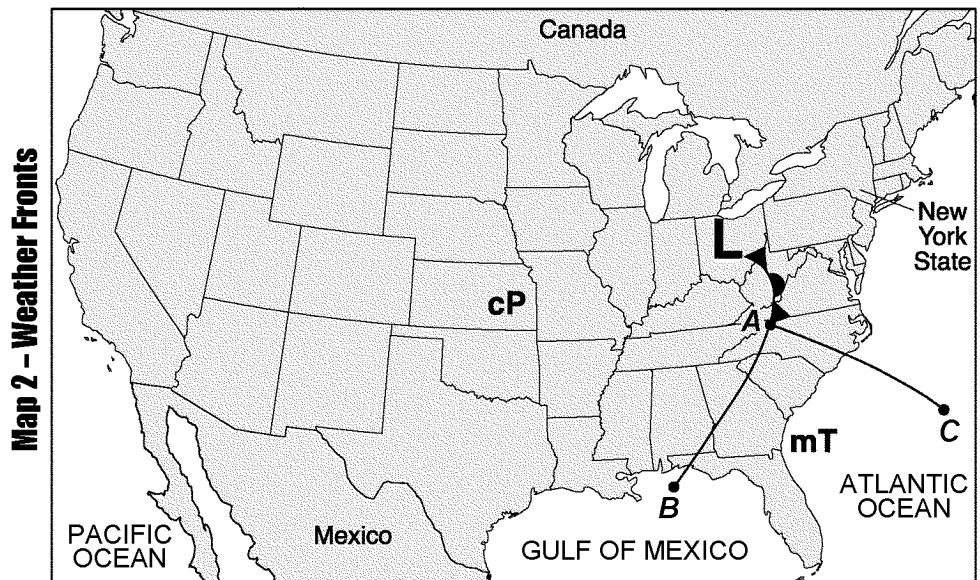 Map 2 – Weather Fronts
Canada
New
York
State
L
cP
A
C
mT
B
ATLANTIC
OCEAN
PACIFIC
OCEAN
Mexico
GULF OF MEXICO